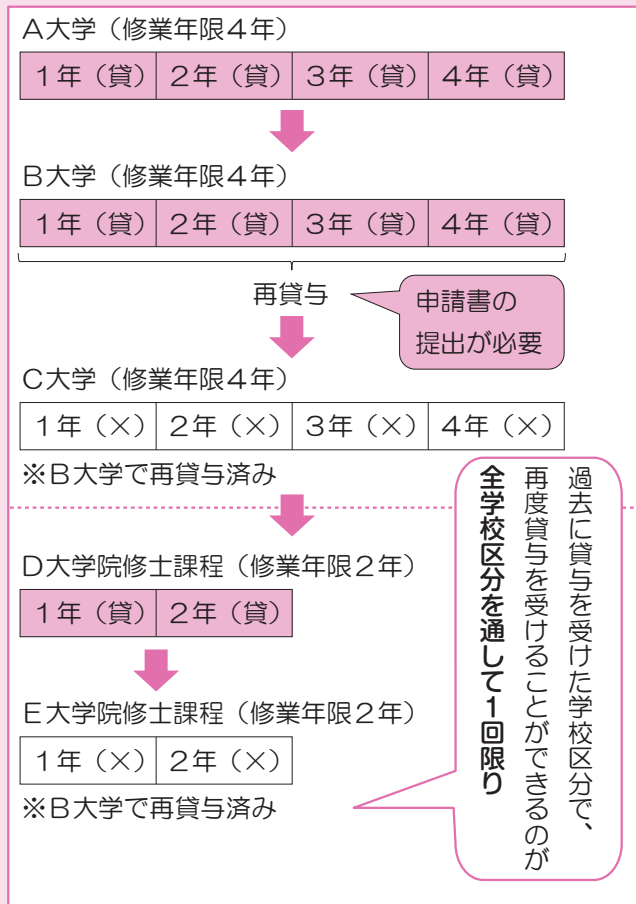 A大学（修業年限4年）
1年（貸） 2年（貸） 3年（貸） 4年（貸）
B大学（修業年限4年）
1年（貸） 2年（貸） 3年（貸） 4年（貸）
再貸与
申請書の
提出が必要
C大学（修業年限4年）
1年（×） 2年（×） 3年（×） 4年（×）
※B大学で再貸与済み
D大学院修士課程（修業年限2年）
1年（貸） 2年（貸）
E大学院修士課程（修業年限2年）
1年（×） 2年（×）
※B大学で再貸与済み
過去に貸与を受けた学校区分で、
再度貸与を受けることができるのが
全学校区分を通して1回限り